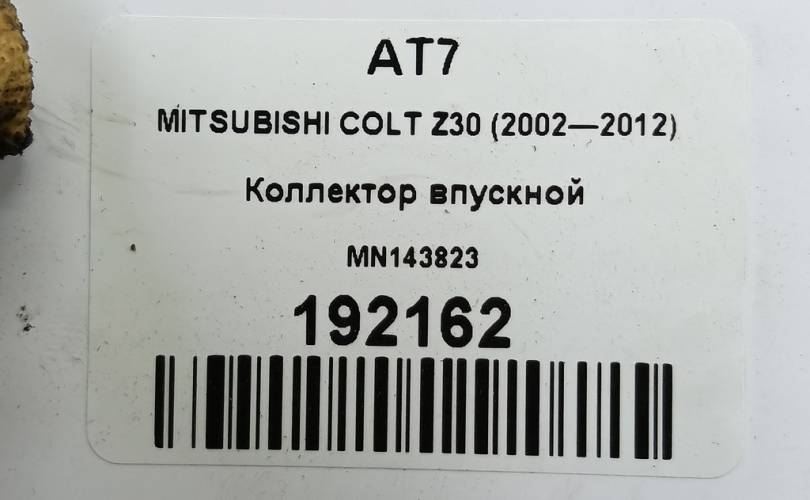 AT7
MITSUBISHI COLT Z30 (2002—2012)
Коллектор впускной
MN143823
192162